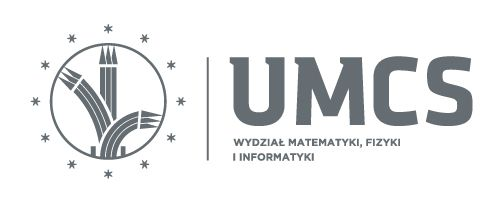 UMCS
WYDZIAŁ MATEMATYKI, FIZYKI
I INFORMATYKI